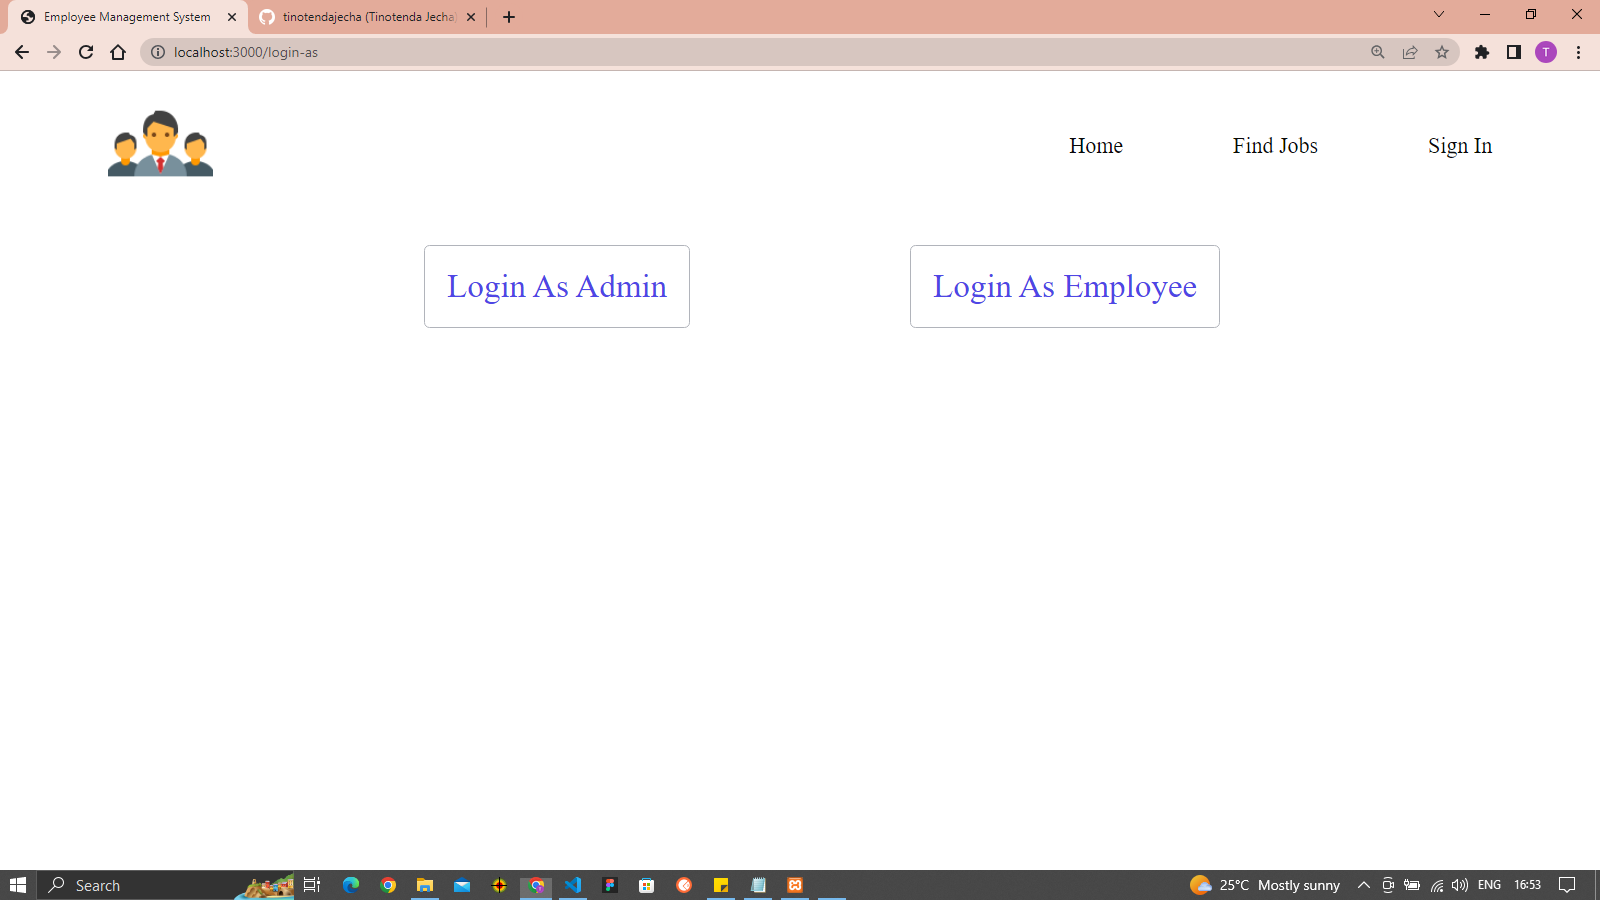 Employee Management System
tinotendajecha (Tinotenda Jecha)
localhost:3000/login-as
T
Home
Find Jobs
Sign In
Login As Admin
Login As Employee
Search
25°C Mostly sunny
ENG
16:53